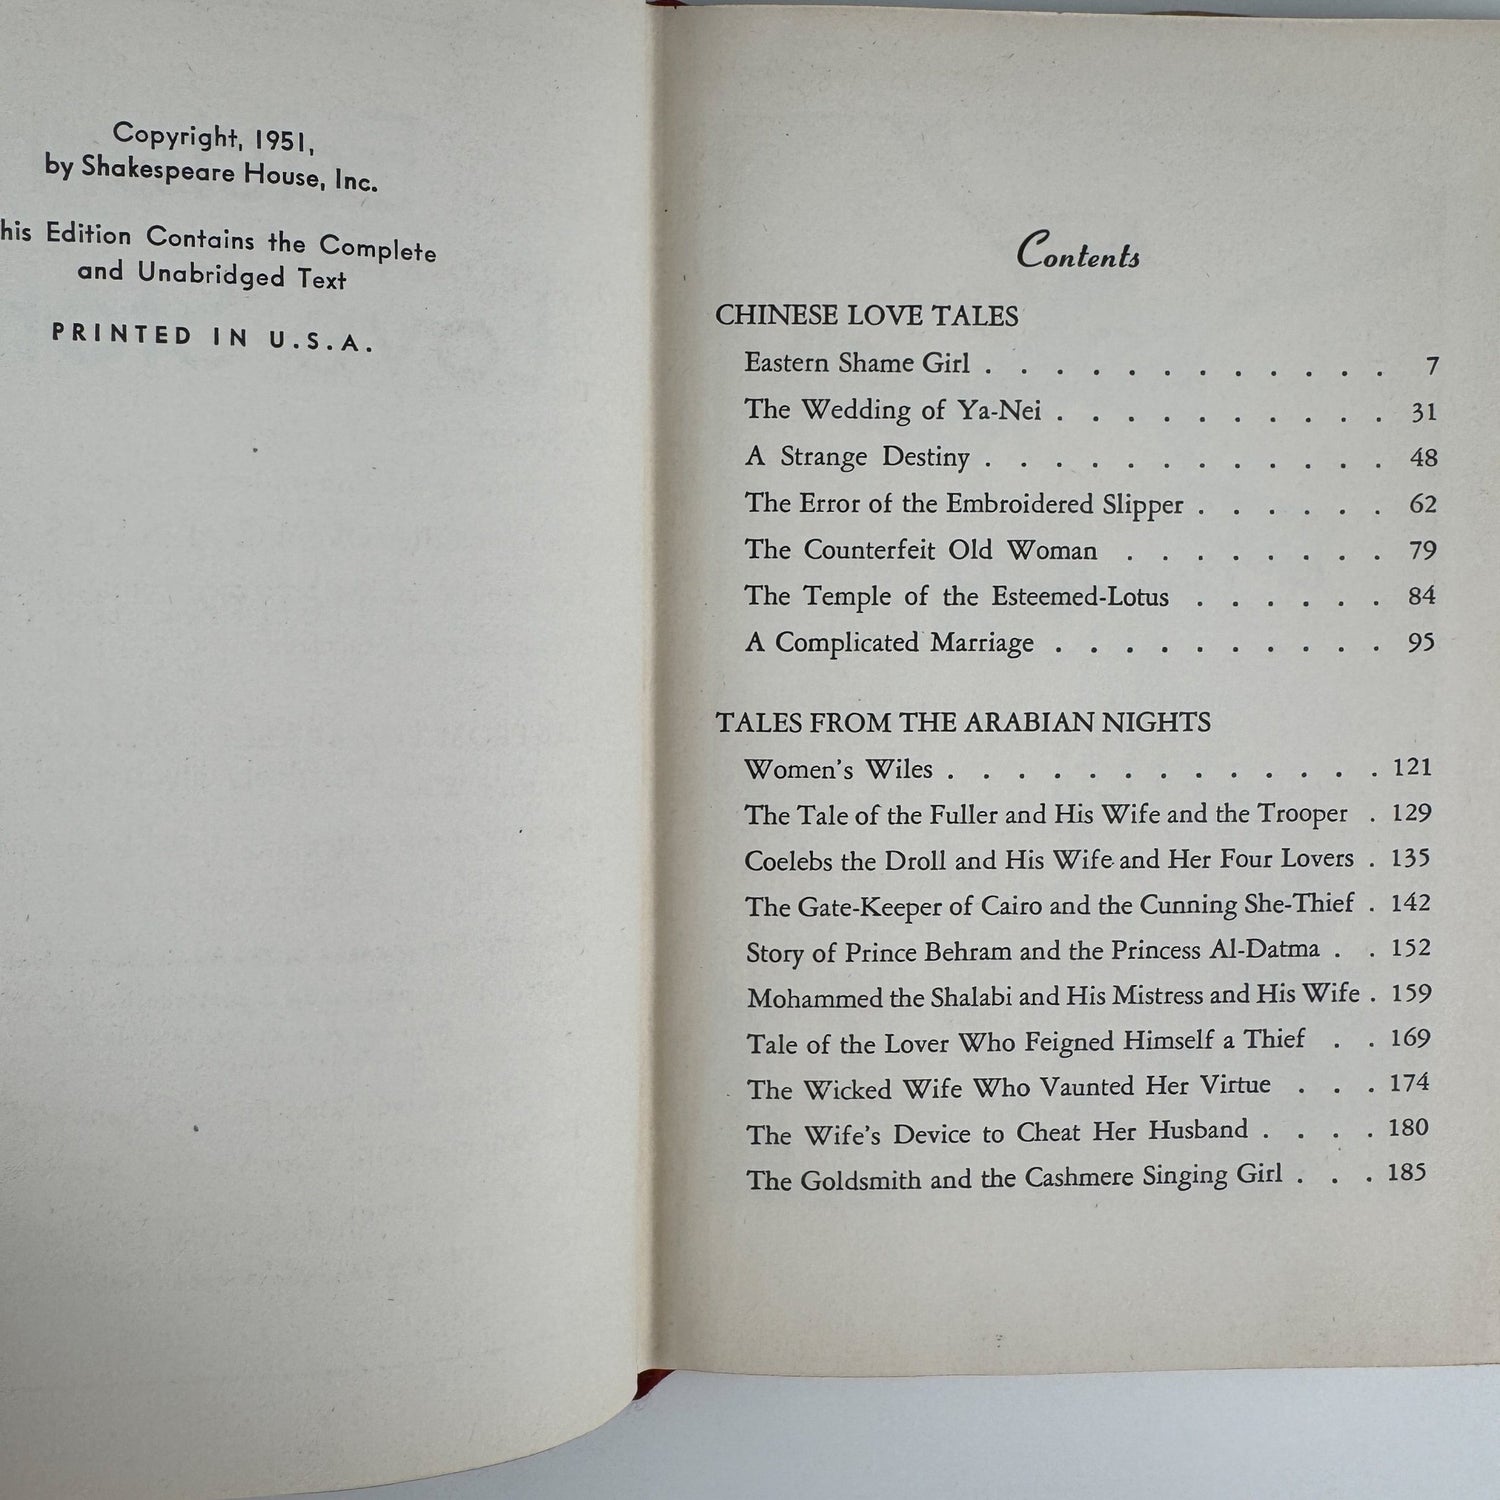 Copyright, 1951,
by Shakespeare House, Inc.
his Edition Contains the Complete
and Unabridged Text
PRINTED IN U.S.A.
Contents
CHINESE LOVE TALES
Eastern Shame Girl . . . . . . . . . . . . 7
The Wedding of Ya-Nei . . . . . . . . . . 31
A Strange Destiny . . . . . . . . . . . . 48
The Error of the Embroidered Slipper . . . . . . 62
The Counterfeit Old Woman . . . . . . . . 79
The Temple of the Esteemed-Lotus . . . . . . 84
A Complicated Marriage . . . . . . . . . . 95
TALES FROM THE ARABIAN NIGHTS
Women's Wiles . . . . . . . . . . . . . 121
The Tale of the Fuller and His Wife and the Trooper . 129
Coelebs the Droll and His Wife and Her Four Lovers . 135
The Gate-Keeper of Cairo and the Cunning She-Thief . 142
Story of Prince Behram and the Princess Al-Datma . . 152
Mohammed the Shalabi and His Mistress and His Wife . 159
Tale of the Lover Who Feigned Himself a Thief . . 169
The Wicked Wife Who Vaunted Her Virtue . . . 174
The Wife's Device to Cheat Her Husband . . . . 180
The Goldsmith and the Cashmere Singing Girl . . . 185